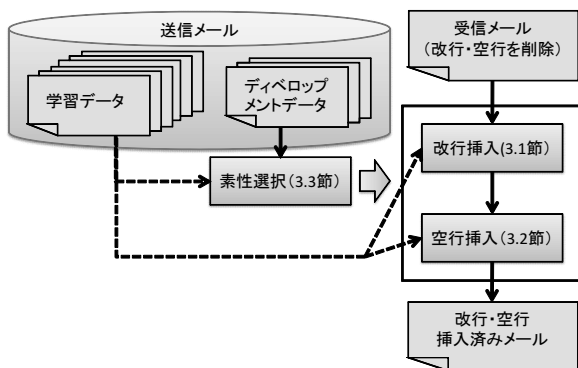 送信メール
学習データ
ディベロップ
メントデータ
素性選択(3.3節)
受信メール
(改行・空行を削除)
改行挿入(3.1節)
空行挿入(3.2節)
改行・空行
挿入済みメール